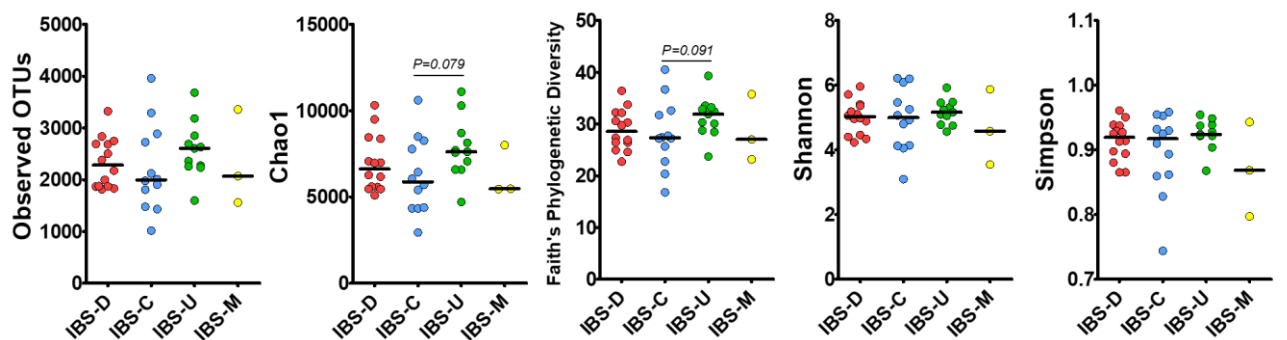 Observed OTUs
5000
4000
3000
2000
1000
0
IBS-D
IBS-C
IBS-U
IBS-M
Chao1
15000
10000
5000
0
P=0.079
IBS-D
IBS-C
IBS-U
IBS-M
Faith's Phylogenetic Diversity
50
40
30
20
10
0
P=0.091
IBS-D
IBS-C
IBS-U
IBS-M
Shannon
8
6
4
2
0
IBS-D
IBS-C
IBS-U
IBS-M
Simpson
1.1
1.0
0.9
0.8
0.7
IBS-D
IBS-C
IBS-U
IBS-M